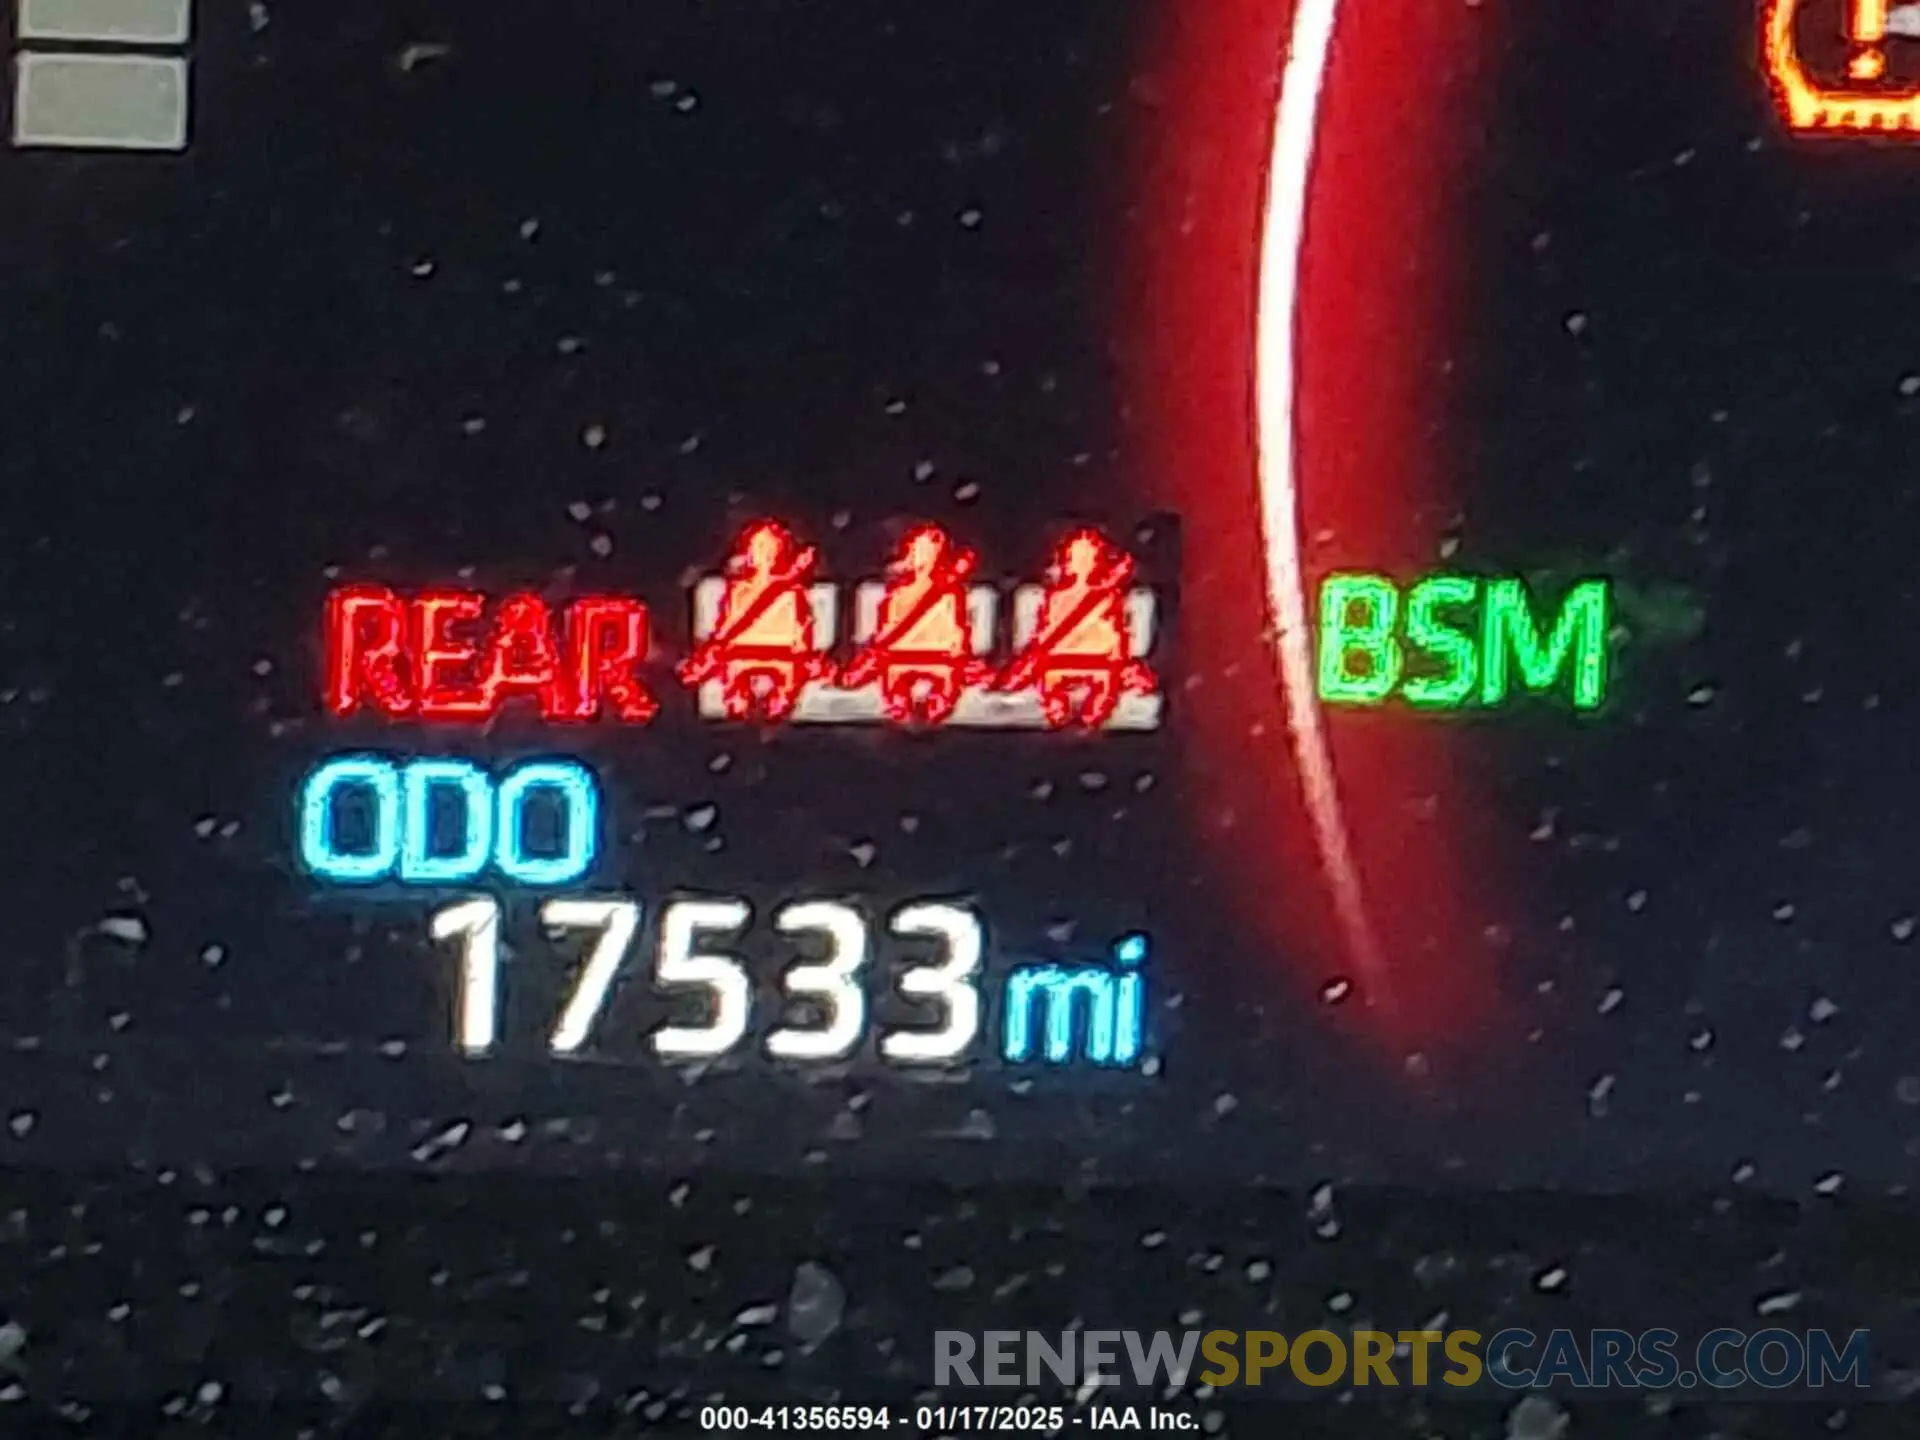 REAR
BSM
ODO
17533 mi
RENEWSPORTSCARS.COM
000-41356594 - 01/17/2025 - IAA Inc.